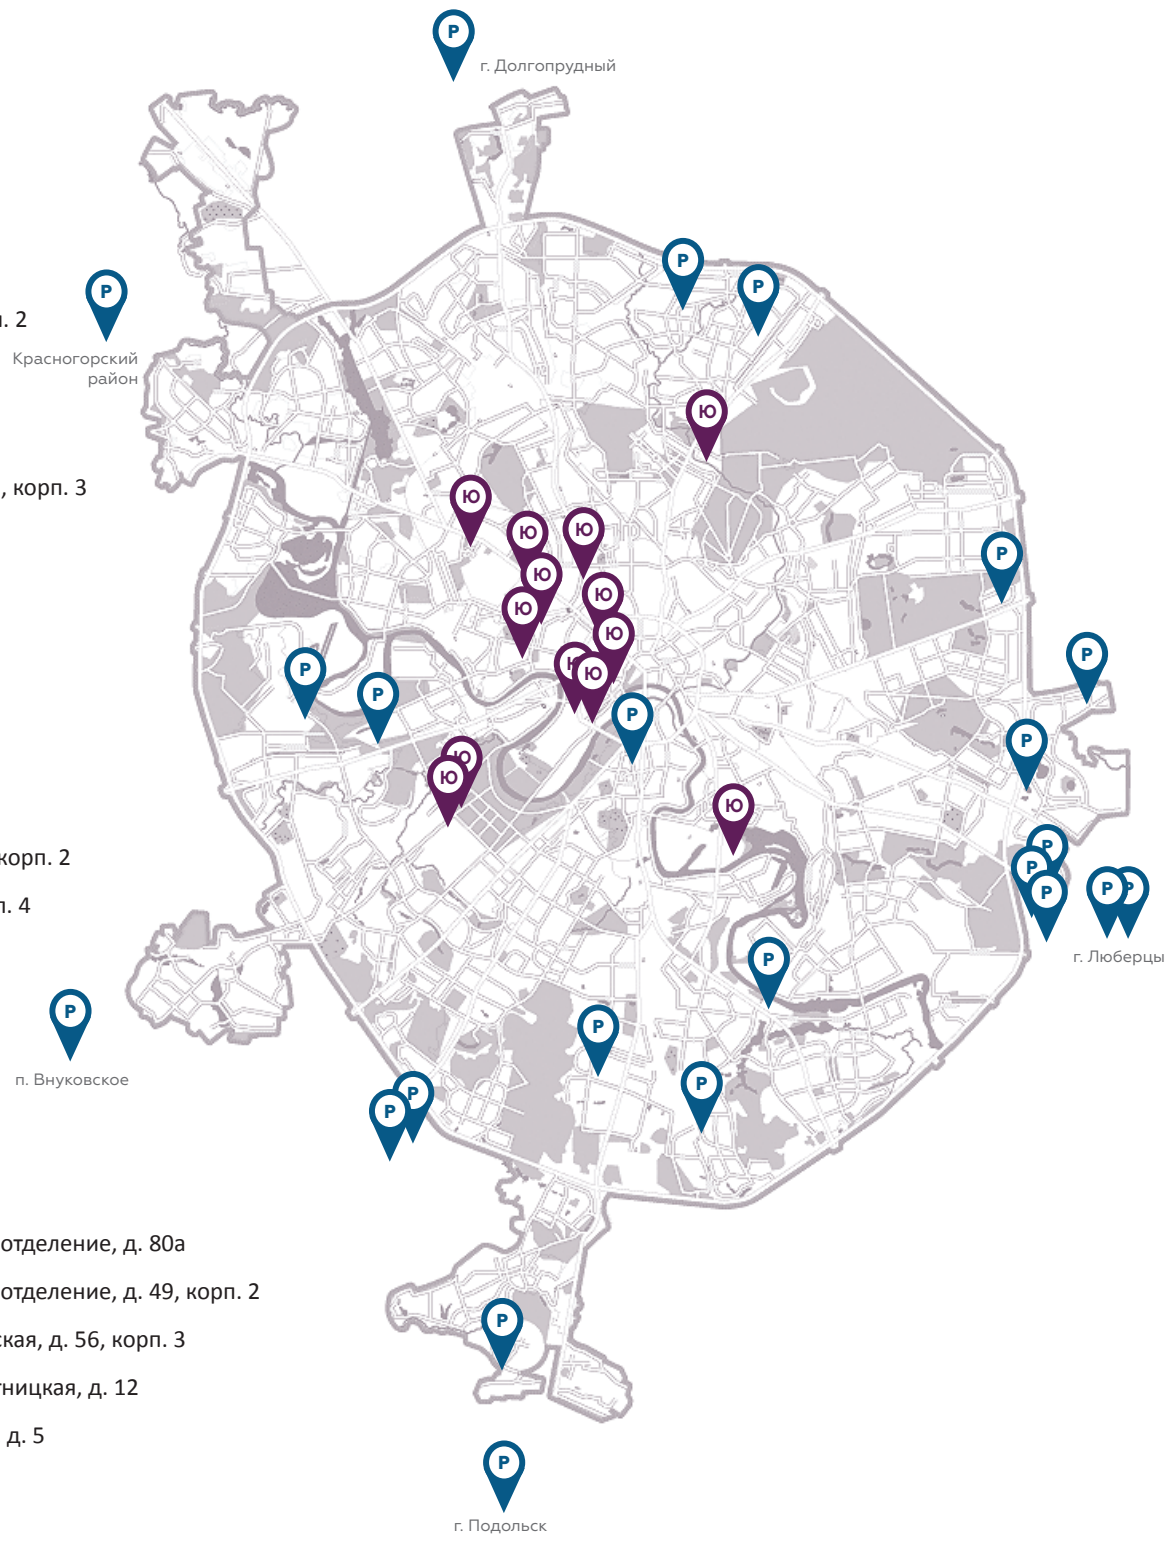 Р
г. Долгопрудный
Р
Р
Р
п. 2
Красногорский
район
Ю
, корп. 3
Ю
Ю
Ю
Р
Ю
Ю
Ю
Ю
Р
Р
Ю
Ю
Р
Р
Р
Ю
Ю
Ю
Р
корп. 2
п. 4
Р
Р
Р
Р
г. Люберцы
Р
Р
Р
п. Внуковское
Р
Р
Р
Р
отделение, д. 80а
отделение, д. 49, корп. 2
ская, д. 56, корп. 3
тницкая, д. 12
д. 5
Р
Р
г. Подольск